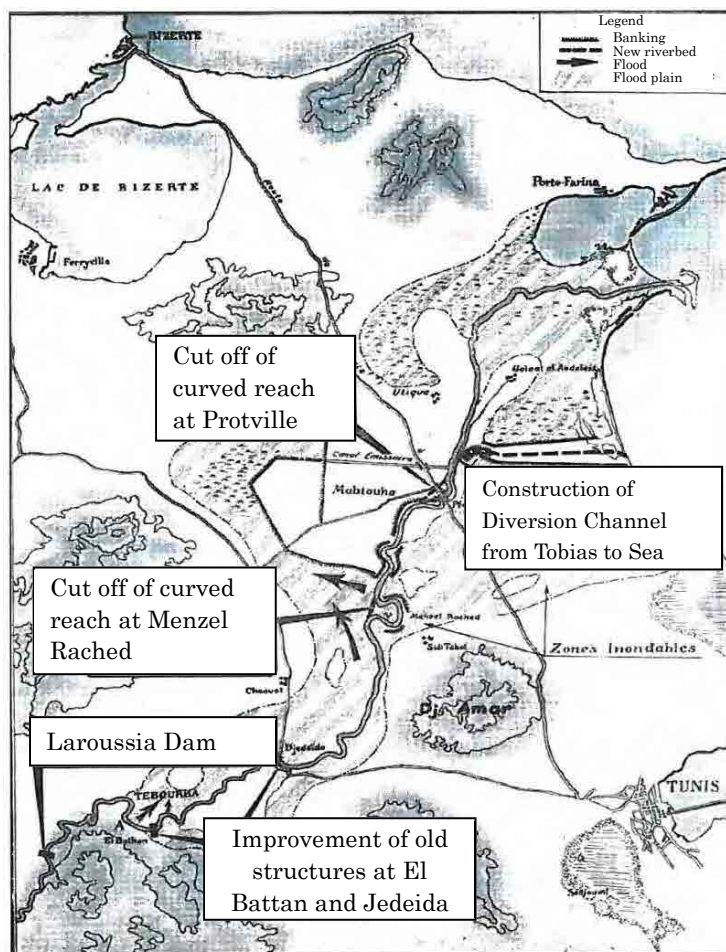 Legend
Banking
New riverbed
Flood
Flood plain
BIZERTE
LAC DE BIZERTE
Ferryville
Route
Porto-Farina
Cut off of
curved reach
at Protville
Utique
Canal Emissaire
Mabtouha
Construction of
Diversion Channel
from Tobias to Sea
Cut off of curved
reach at Menzel
Rached
Menzel Rached
Sidi Tabet
Zones Inondables
Chaouat
Dj. Amar
Laroussia Dam
Djedeida
TEBOURBA
El Bathan
TUNIS
Improvement of old
structures at El
Battan and Jedeida